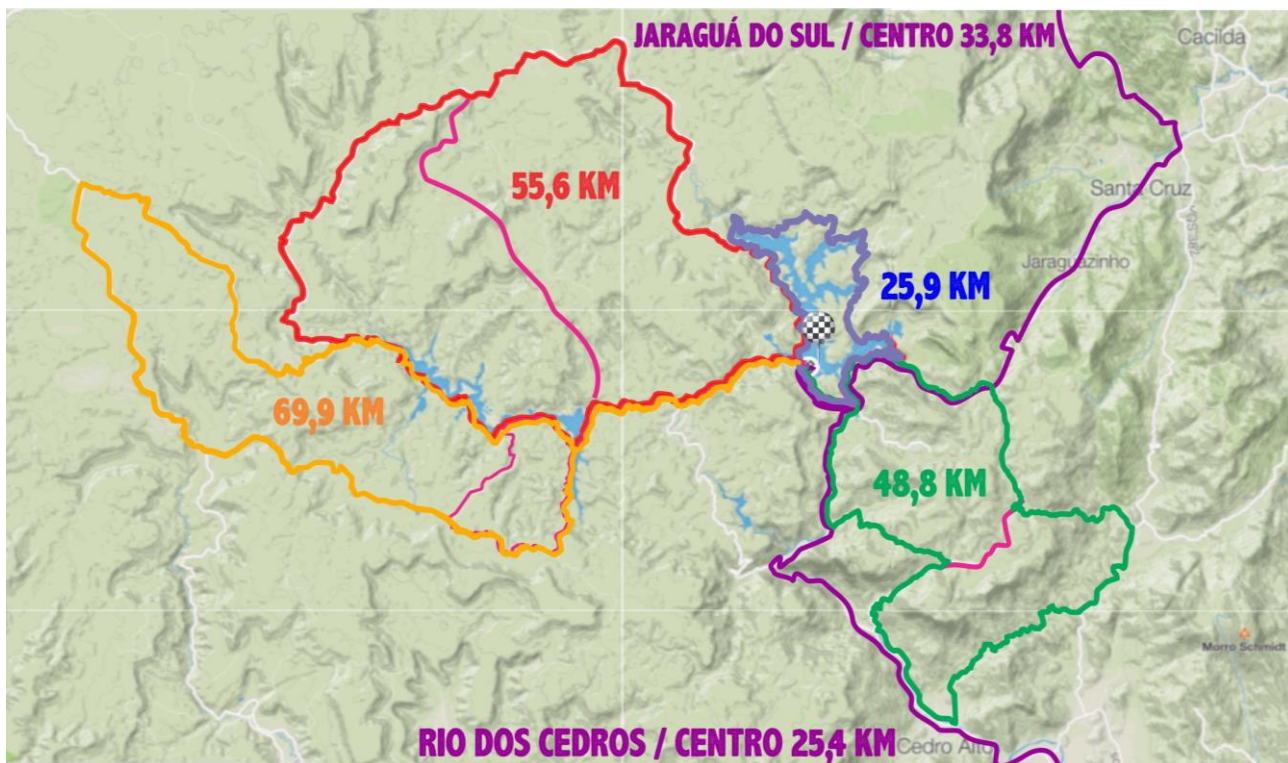 JARAGUÁ DO SUL / CENTRO 33,8 KM
Cacilda
55,6 KM
Santa Cruz
Jaraguazinho
25,9 KM
69,9 KM
48,8 KM
Morro Schmidt
RIO DOS CEDROS / CENTRO 25,4 KM
Cedro Alto